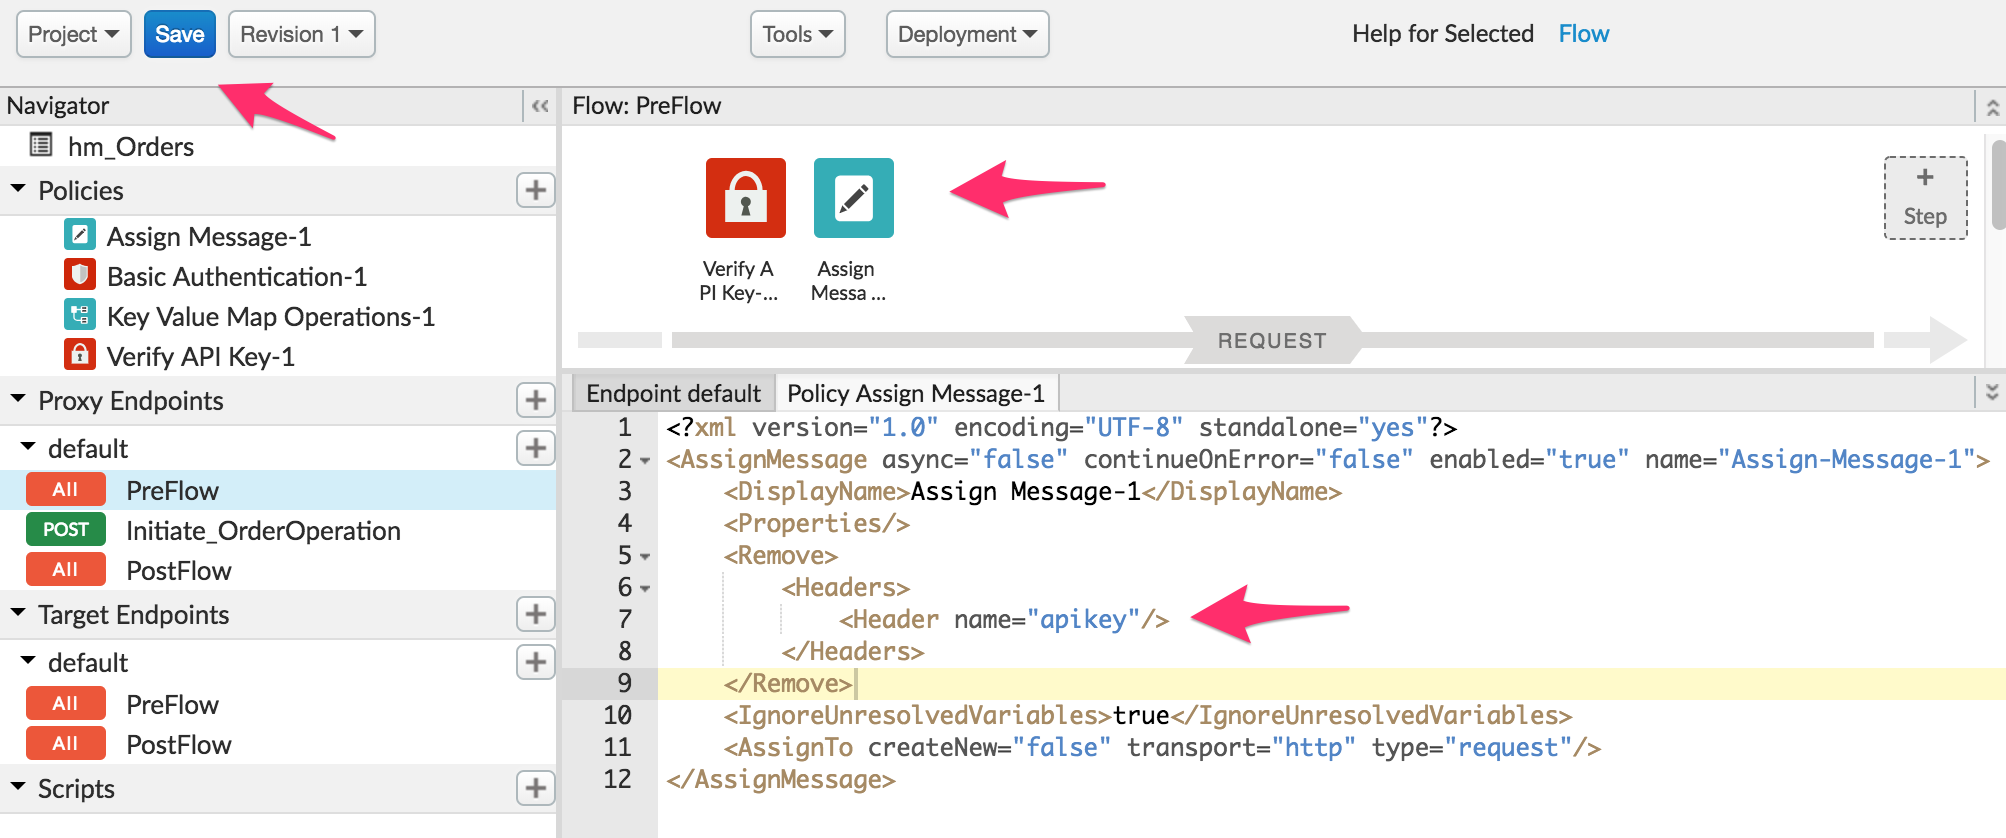 Project Save Revision 1 Tools Deployment Help for Selected Flow
Navigator
hm_Orders
Policies
Assign Message-1
Basic Authentication-1
Key Value Map Operations-1
Verify API Key-1
Proxy Endpoints
default
All PreFlow
POST Initiate_OrderOperation
All PostFlow
Target Endpoints
default
All PreFlow
All PostFlow
Scripts
Flow: PreFlow
Verify A
PI Key-...
Assign
Messa ...
+
Step
REQUEST
Endpoint default Policy Assign Message-1
1 <?xml version="1.0" encoding="UTF-8" standalone="yes"?>
2 <AssignMessage async="false" continueOnError="false" enabled="true" name="Assign-Message-1">
3 <DisplayName>Assign Message-1</DisplayName>
4 <Properties/>
5 <Remove>
6 <Headers>
7 <Header name="apikey"/>
8 </Headers>
9 </Remove>
10 <IgnoreUnresolvedVariables>true</IgnoreUnresolvedVariables>
11 <AssignTo createNew="false" transport="http" type="request"/>
12 </AssignMessage>